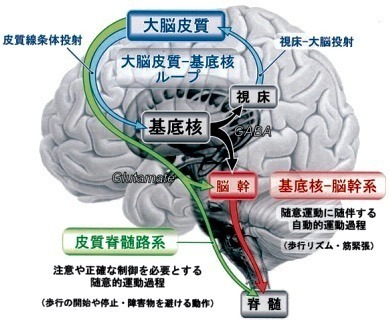 大脳皮質
皮質線条体投射
視床-大脳投射
大脳皮質-基底核
ループ
視床
基底核
GABA
Glutamate
脳幹
基底核-脳幹系
随意運動に随伴する
自動的運動過程
(歩行リズム・筋緊張)
皮質脊髄路系
注意や正確な制御を必要とする
随意的運動過程
(歩行の開始や停止・障害物を避ける動作)
脊髄